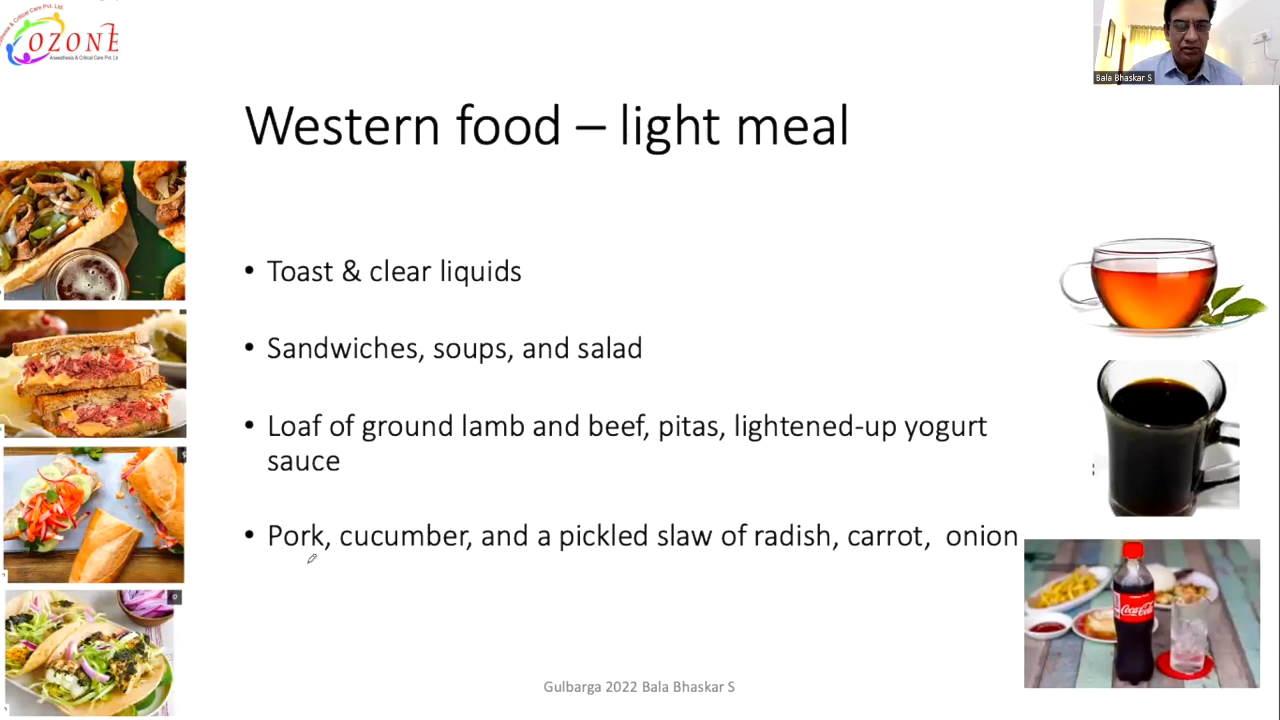 OZONE
Anaesthesia & Critical Care Pvt.
Bala Bhaskar S
Western food – light meal
• Toast & clear liquids
• Sandwiches, soups, and salad
• Loaf of ground lamb and beef, pitas, lightened-up yogurt
sauce
• Pork, cucumber, and a pickled slaw of radish, carrot, onion
Coca-Cola
Gulbarga 2022 Bala Bhaskar S